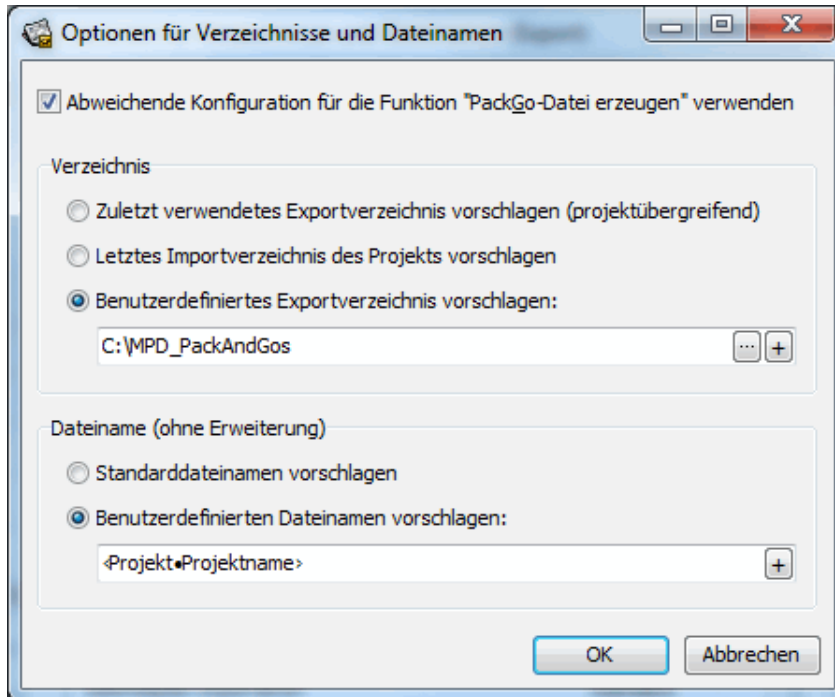 Optionen für Verzeichnisse und Dateinamen
Abweichende Konfiguration für die Funktion "PackGo-Datei erzeugen" verwenden
Verzeichnis
Zuletzt verwendetes Exportverzeichnis vorschlagen (projektübergreifend)
Letztes Importverzeichnis des Projekts vorschlagen
Benutzerdefiniertes Exportverzeichnis vorschlagen:
C:\MPD_PackAndGos ... +
Dateiname (ohne Erweiterung)
Standarddateinamen vorschlagen
Benutzerdefinierten Dateinamen vorschlagen:
‹Projekt•Projektname› +
OK Abbrechen